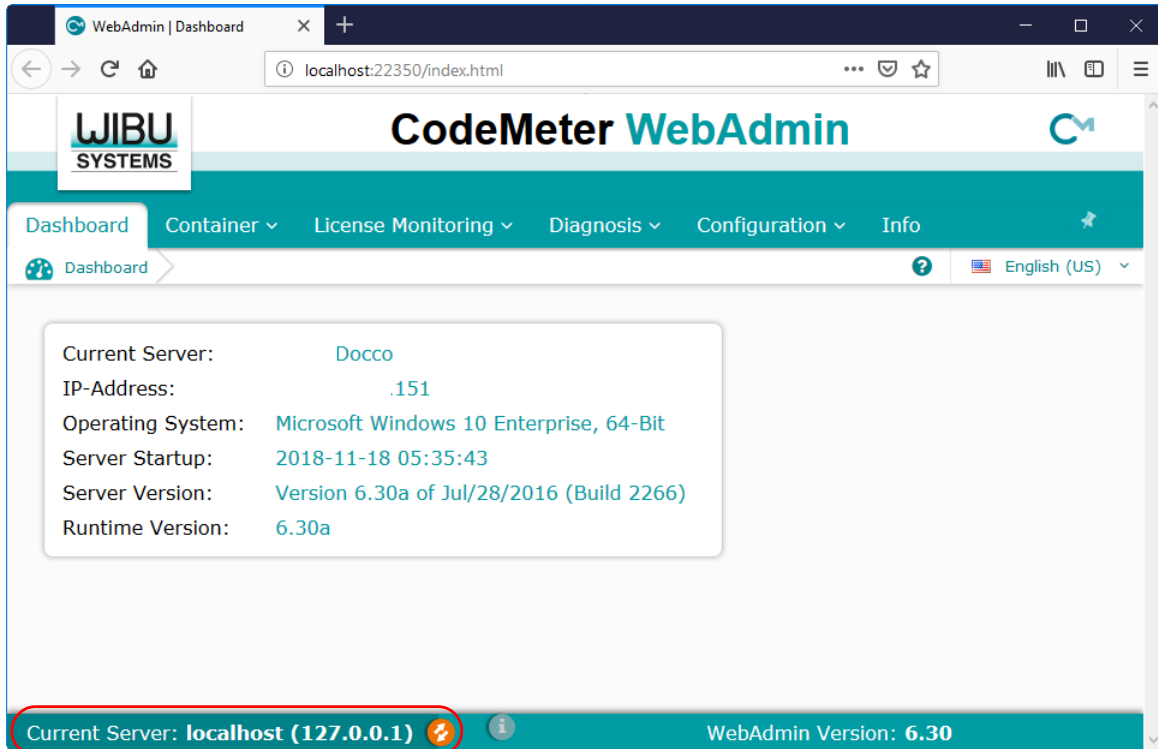 WebAdmin | Dashboard
localhost:22350/index.html
WIBU
SYSTEMS
CodeMeter WebAdmin
CM
Dashboard Container License Monitoring Diagnosis Configuration Info
Dashboard
? English (US)
Current Server: Docco
IP-Address: .151
Operating System: Microsoft Windows 10 Enterprise, 64-Bit
Server Startup: 2018-11-18 05:35:43
Server Version: Version 6.30a of Jul/28/2016 (Build 2266)
Runtime Version: 6.30a
Current Server: localhost (127.0.0.1) i WebAdmin Version: 6.30